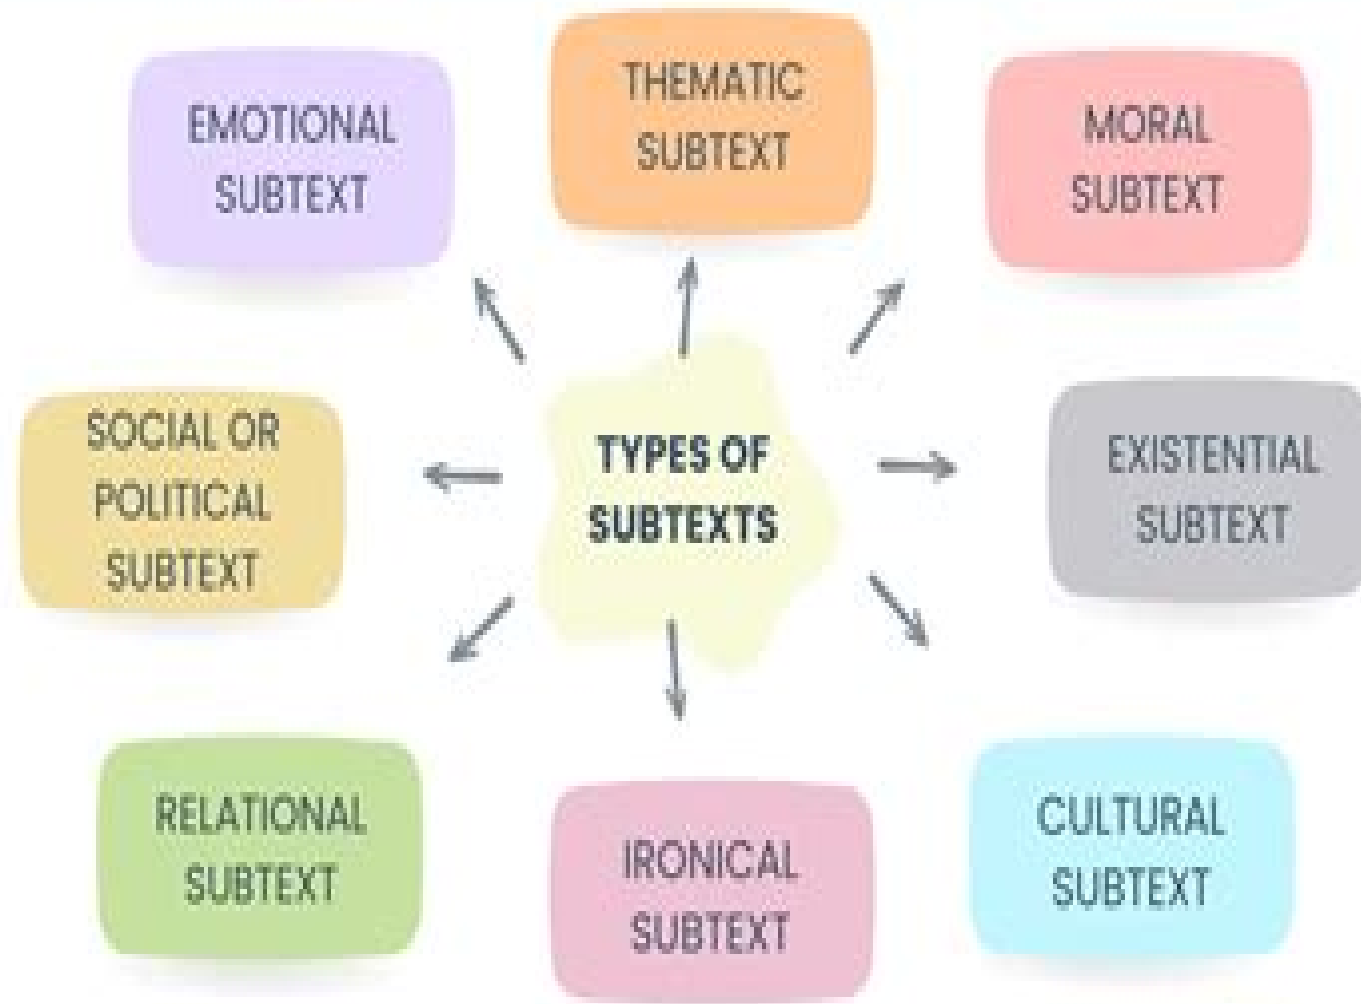 EMOTIONAL
SUBTEXT
THEMATIC
SUBTEXT
MORAL
SUBTEXT
SOCIAL OR
POLITICAL
SUBTEXT
TYPES OF
SUBTEXTS
EXISTENTIAL
SUBTEXT
RELATIONAL
SUBTEXT
IRONICAL
SUBTEXT
CULTURAL
SUBTEXT